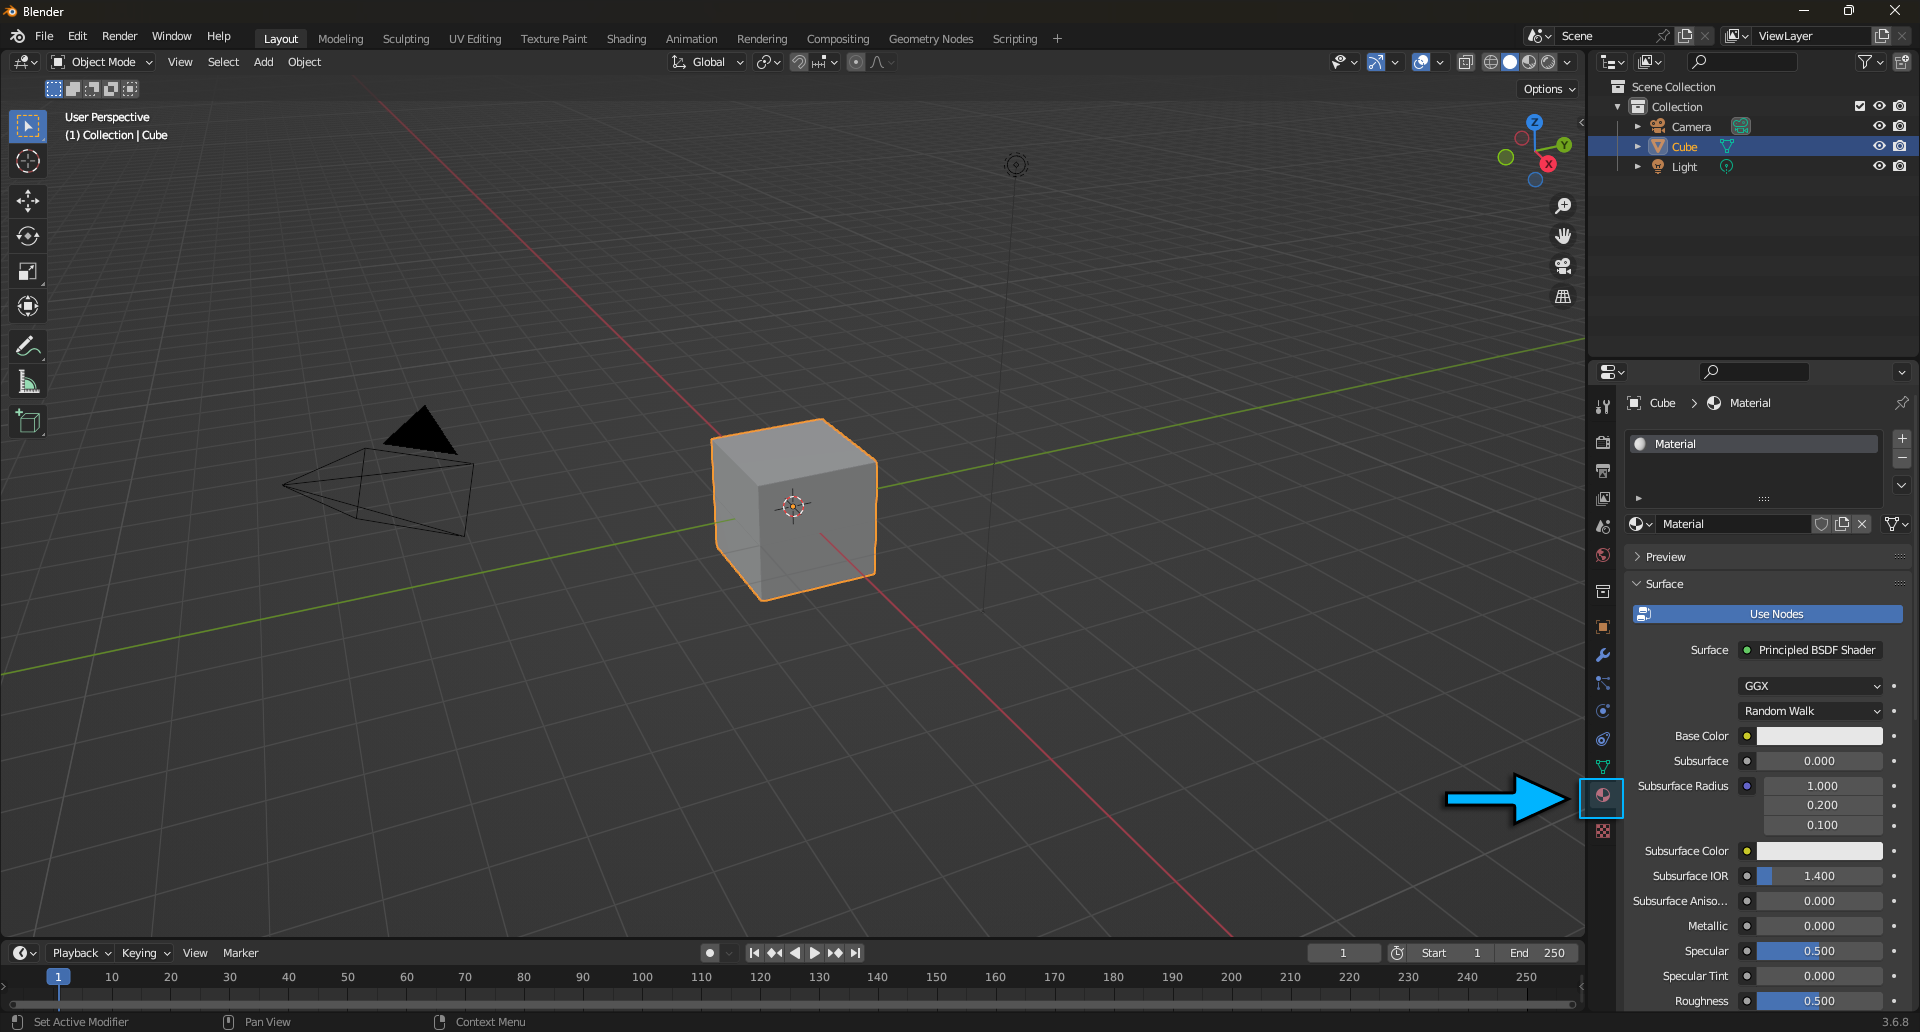 Blender
File Edit Render Window Help Layout Modeling Sculpting UV Editing Texture Paint Shading Animation Rendering Compositing Geometry Nodes Scripting + Scene ViewLayer
Object Mode View Select Add Object Global
Options
User Perspective
(1) Collection | Cube
Z
Y
X
Scene Collection
Collection
Camera
Cube
Light
Cube > Material
Material
Material
Preview
Surface
Use Nodes
Surface Principled BSDF Shader
GGX
Random Walk
Base Color
Subsurface 0.000
Subsurface Radius 1.000
0.200
0.100
Subsurface Color
Subsurface IOR 1.400
Subsurface Aniso... 0.000
Metallic 0.000
Specular 0.500
Specular Tint 0.000
Roughness 0.500
Playback Keying View Marker 1 Start 1 End 250
1 10 20 30 40 50 60 70 80 90 100 110 120 130 140 150 160 170 180 190 200 210 220 230 240 250
Set Active Modifier Pan View Context Menu 3.6.8